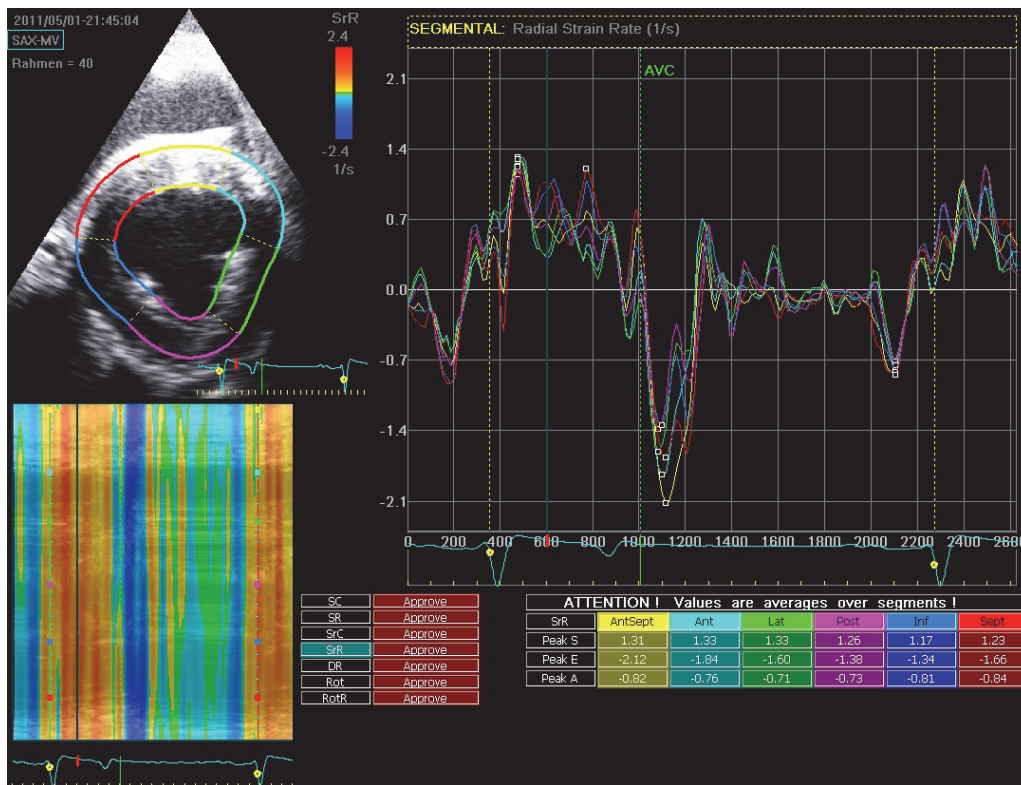 2011/05/01-21:45:04
SAX-MV
Rahmen = 40
SrR
2.4
-2.4
1/s
SEGMENTAL: Radial Strain Rate (1/s)
AVC
2.1
1.4
0.7
0.0
-0.7
-1.4
-2.1
0 200 400 600 800 1000 1200 1400 1600 1800 2000 2200 2400 2600
SC Approve
SR Approve
SrC Approve
SrR Approve
DR Approve
Rot Approve
RotR Approve
ATTENTION ! Values are averages over segments !
SrR AntSept Ant Lat Post Inf Sept
Peak S 1.31 1.33 1.33 1.26 1.17 1.23
Peak E -2.12 -1.84 -1.60 -1.38 -1.34 -1.66
Peak A -0.82 -0.76 -0.71 -0.73 -0.81 -0.84